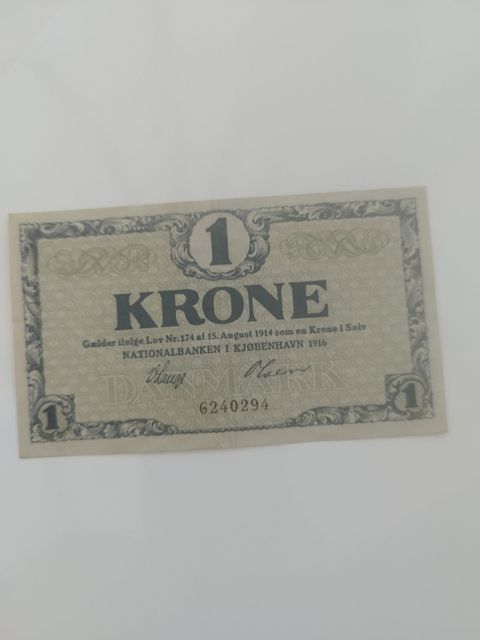 1
KRONE
Gælder ifølge Lov Nr. 174 af 15. August 1914 som en Krone i Sølv
NATIONALBANKEN I KJØBENHAVN 1916
V. Lange
DANMARK
6240294
1
1